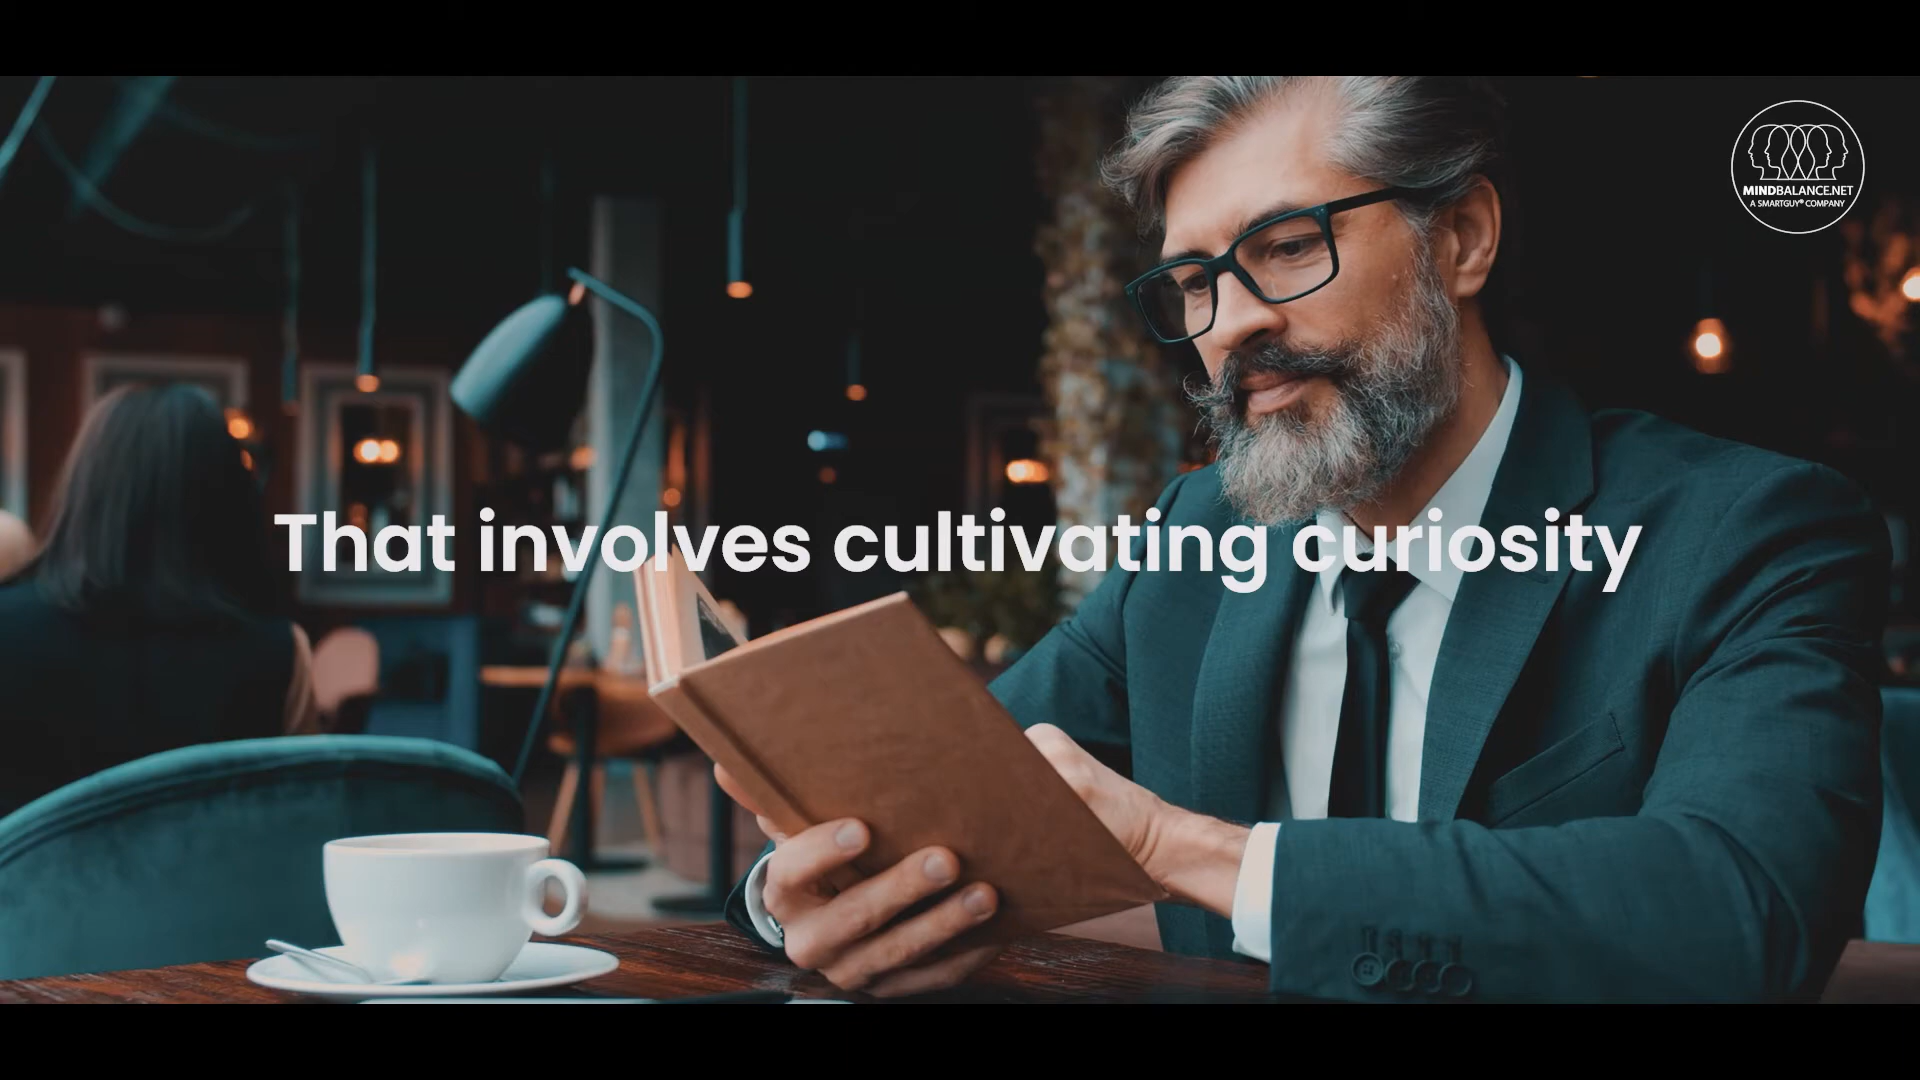 MINDBALANCE.NET
A SMARTGUY® COMPANY
That involves cultivating curiosity